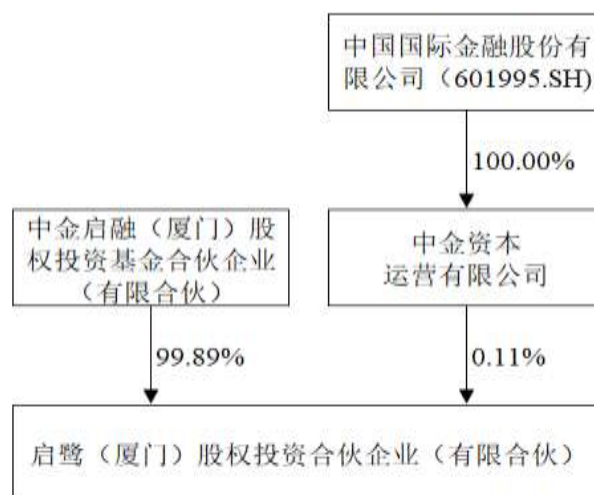 中国国际金融股份有
限公司（601995.SH)
100.00%
中金启融（厦门）股
权投资基金合伙企业
（有限合伙）
中金资本
运营有限公司
99.89%
0.11%
启鹭（厦门）股权投资合伙企业（有限合伙）